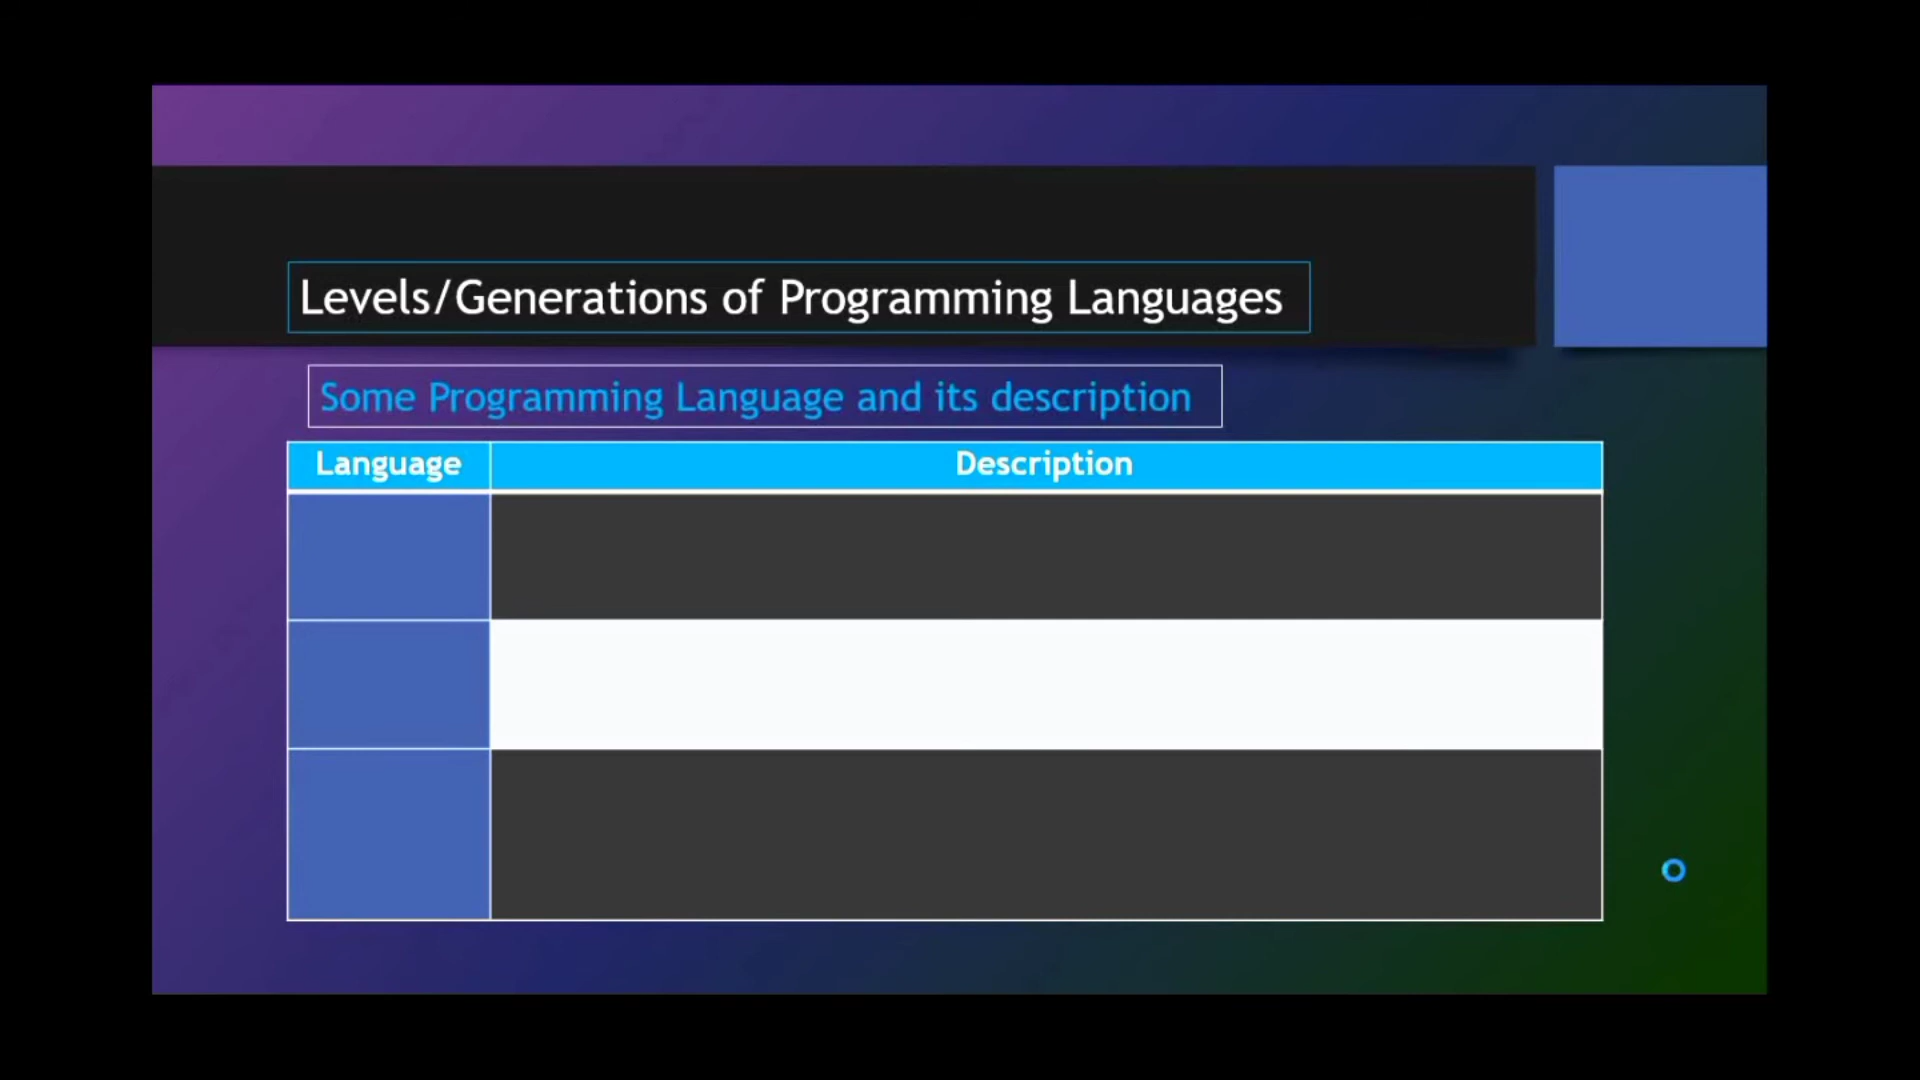 Levels/Generations of Programming Languages
Some Programming Language and its description
Language Description